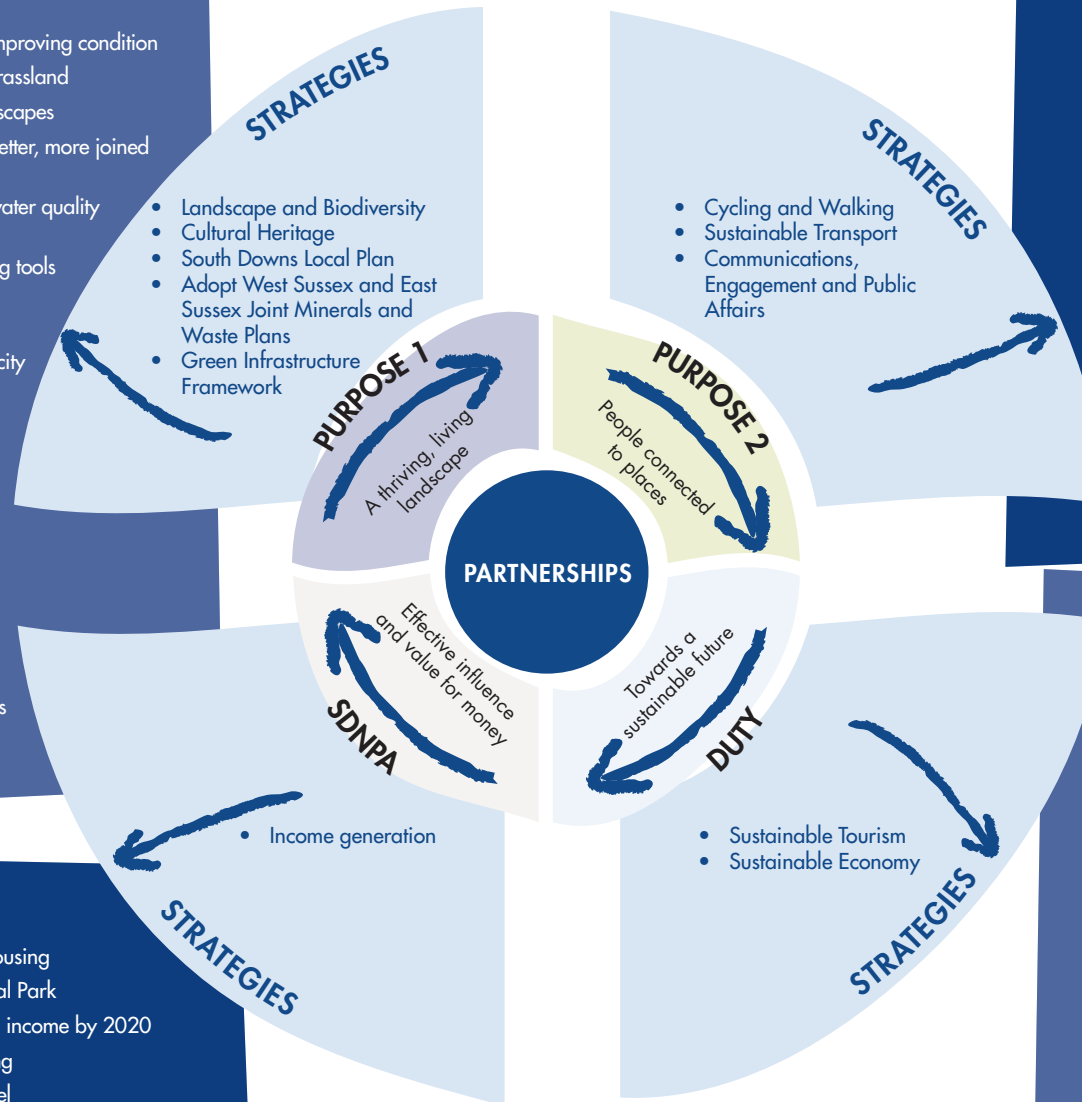 improving condition
scapes
etter, more joined
water quality
g tools
city
STRATEGIES
• Landscape and Biodiversity
• Cultural Heritage
• South Downs Local Plan
• Adopt West Sussex and East
Sussex Joint Minerals and
Waste Plans
• Green Infrastructure
Framework
STRATEGIES
• Cycling and Walking
• Sustainable Transport
• Communications,
Engagement and Public
Affairs
PURPOSE 1
A thriving, living
landscape
PURPOSE 2
People connected
to places
PARTNERSHIPS
SDNPA
Effective influence
and value for money
DUTY
Towards a
sustainable future
• Income generation
STRATEGIES
• Sustainable Tourism
• Sustainable Economy
STRATEGIES
s
ousing
al Park
income by 2020
ng
el